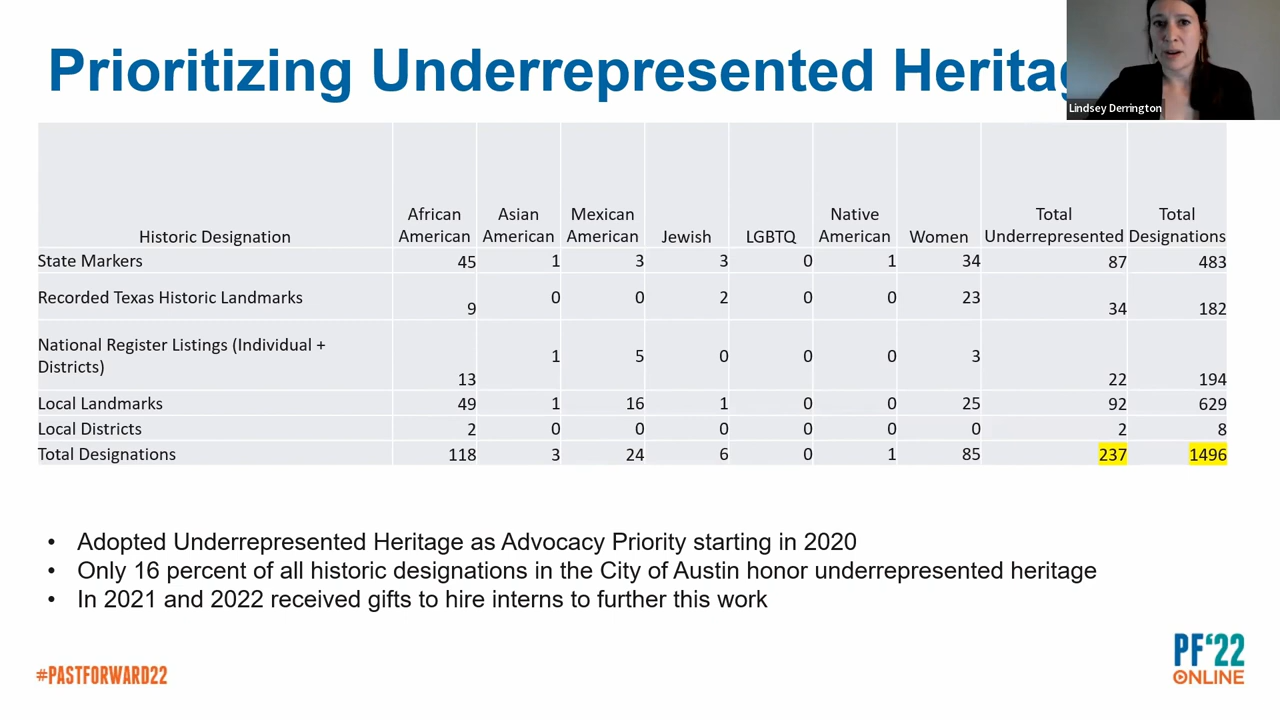 Prioritizing Underrepresented Heritag
Lindsey Derrington
Historic Designation African American Asian American Mexican American Jewish LGBTQ Native American Women Total Underrepresented Total Designations
State Markers 45 1 3 3 0 1 34 87 483
Recorded Texas Historic Landmarks 9 0 0 2 0 0 23 34 182
National Register Listings (Individual + Districts) 13 1 5 0 0 0 3 22 194
Local Landmarks 49 1 16 1 0 0 25 92 629
Local Districts 2 0 0 0 0 0 0 2 8
Total Designations 118 3 24 6 0 1 85 237 1496
• Adopted Underrepresented Heritage as Advocacy Priority starting in 2020
• Only 16 percent of all historic designations in the City of Austin honor underrepresented heritage
• In 2021 and 2022 received gifts to hire interns to further this work
#PASTFORWARD22
PF‘22
ONLINE